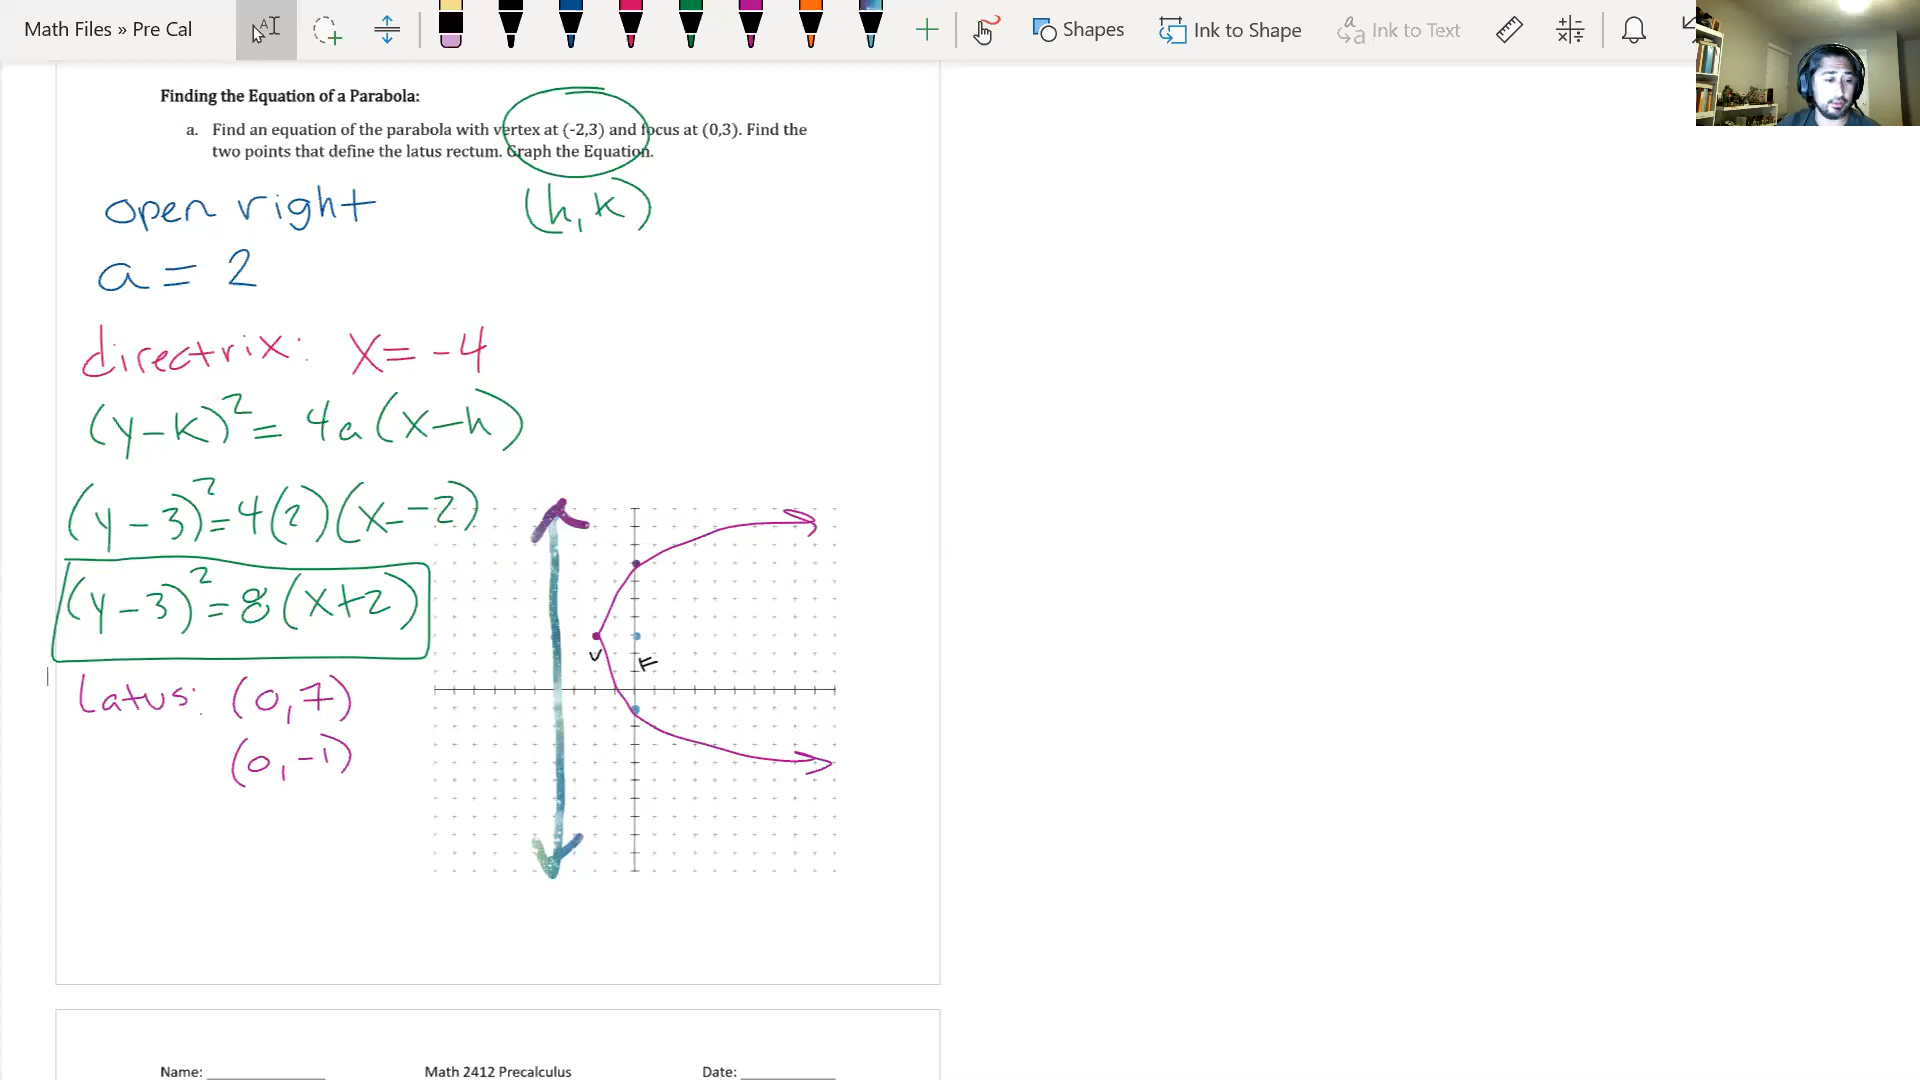 Math Files » Pre Cal
Shapes
Ink to Shape
Ink to Text
Finding the Equation of a Parabola:
a. Find an equation of the parabola with vertex at (-2,3) and focus at (0,3). Find the
two points that define the latus rectum. Graph the Equation.
open right
(h, k)
a = 2
directrix: x = -4
(y-k)² = 4a(x-h)
(y-3)² = 4(2)(x--2)
(y-3)² = 8(x+2)
V F
Latus: (0,7)
(0,-1)
Name: ____________ Math 2412 Precalculus Date: __________